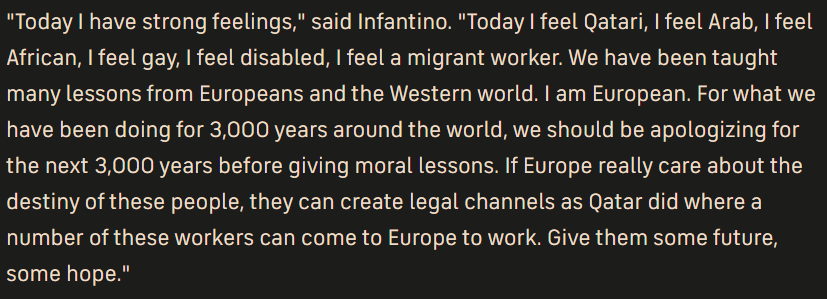 "Today I have strong feelings," said Infantino. "Today I feel Qatari, I feel Arab, I feel
African, I feel gay, I feel disabled, I feel a migrant worker. We have been taught
many lessons from Europeans and the Western world. I am European. For what we
have been doing for 3,000 years around the world, we should be apologizing for
the next 3,000 years before giving moral lessons. If Europe really care about the
destiny of these people, they can create legal channels as Qatar did where a
number of these workers can come to Europe to work. Give them some future,
some hope."